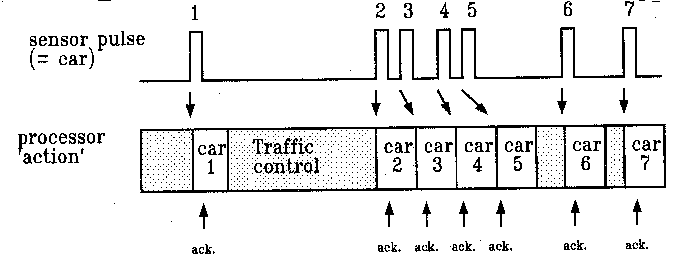 1 2 3 4 5 6 7
sensor pulse
(= car)
processor
'action'
car 1
Traffic control
car 2
car 3
car 4
car 5
car 6
car 7
ack. ack. ack. ack. ack. ack. ack.